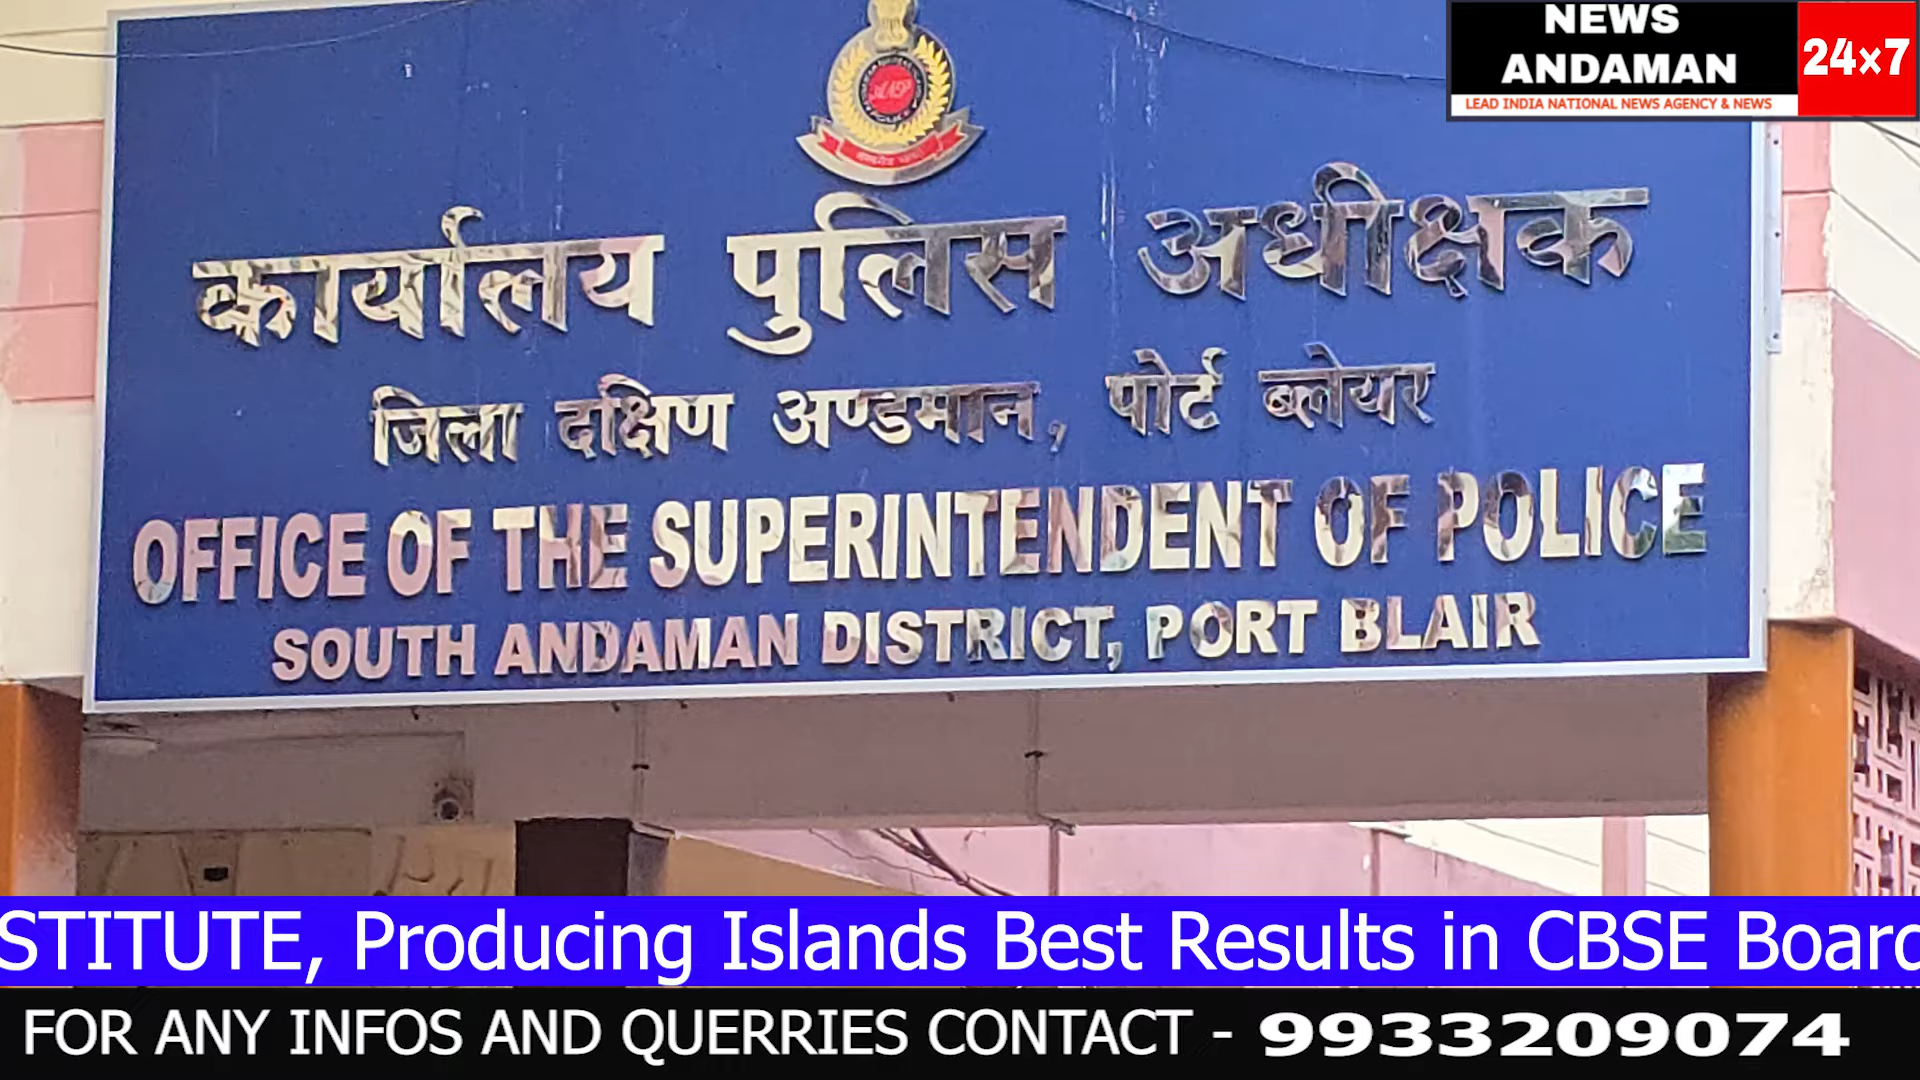 NEWS
ANDAMAN
24×7
LEAD INDIA NATIONAL NEWS AGENCY & NEWS
कार्यालय पुलिस अधीक्षक
जिला दक्षिण अण्डमान, पोर्ट ब्लेयर
OFFICE OF THE SUPERINTENDENT OF POLICE
SOUTH ANDAMAN DISTRICT, PORT BLAIR
STITUTE, Producing Islands Best Results in CBSE Board
FOR ANY INFOS AND QUERRIES CONTACT - 9933209074